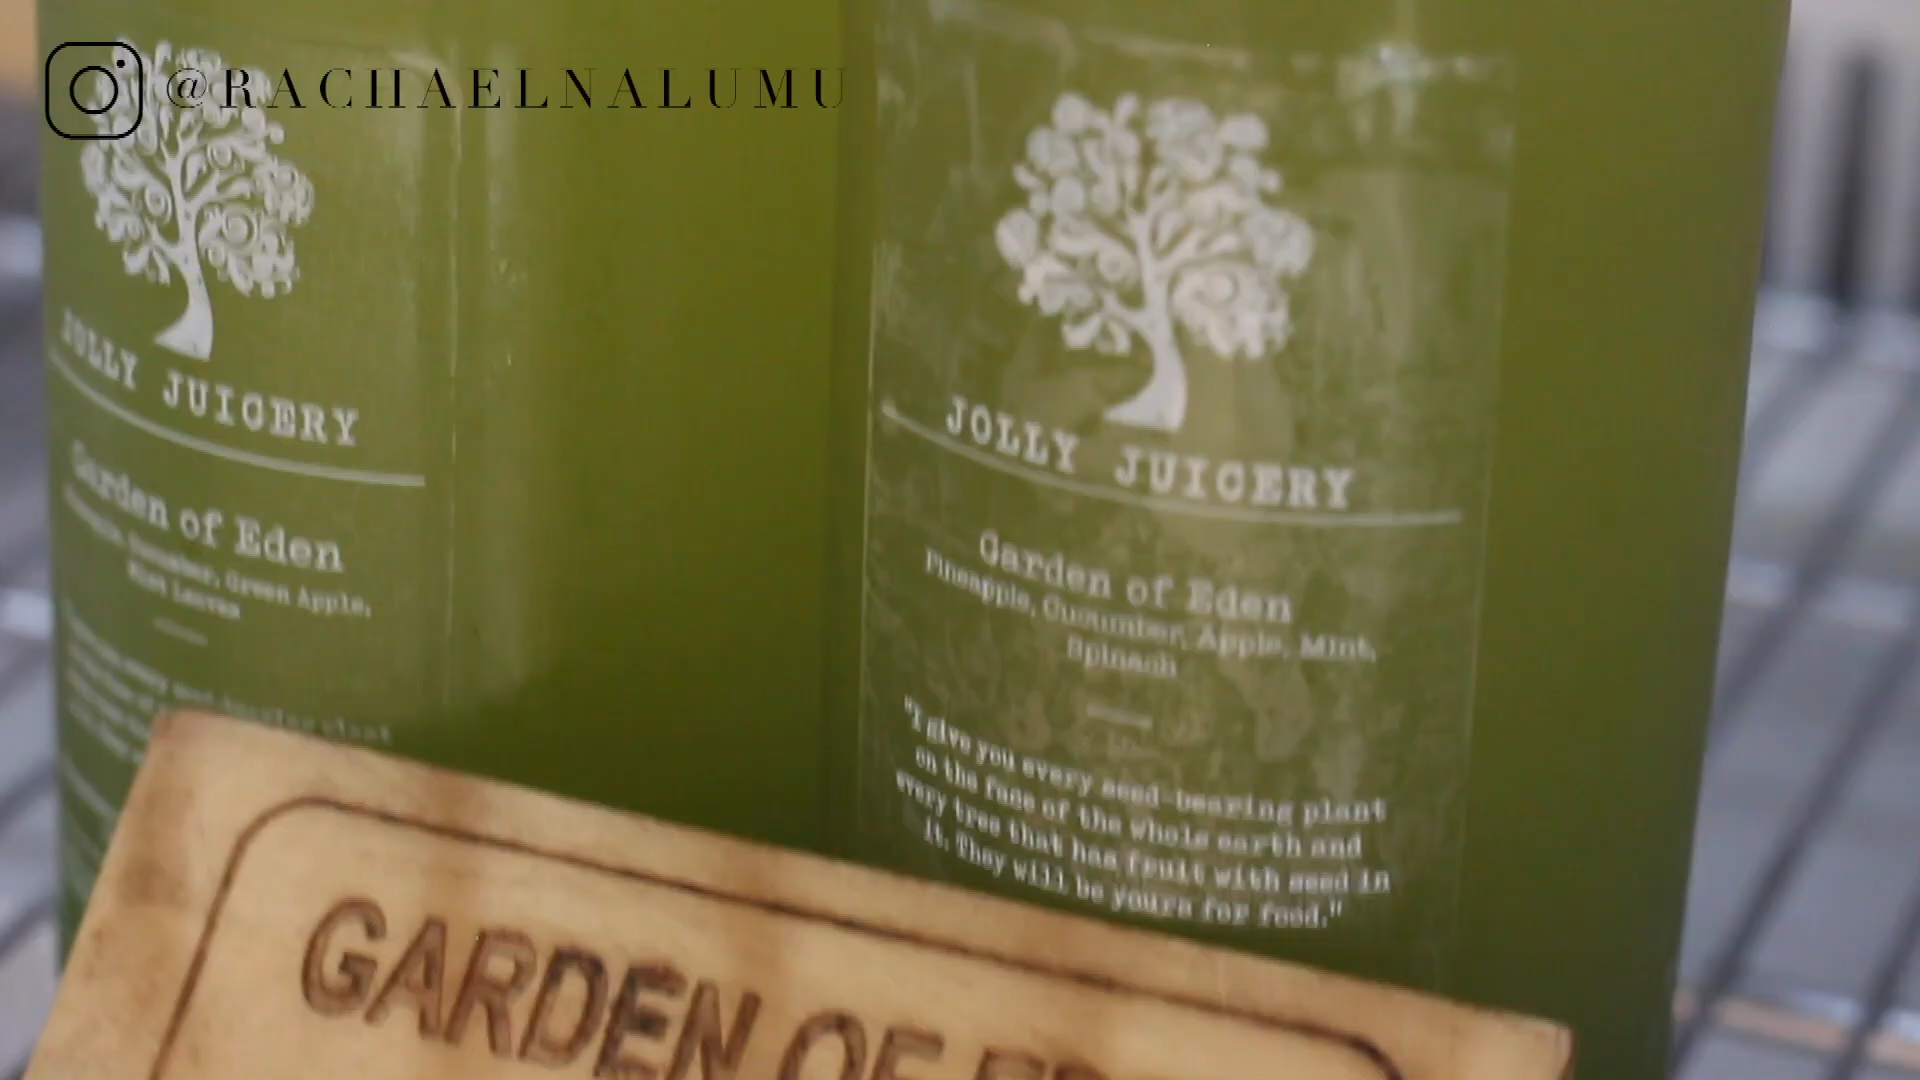 @RACHAELNALUMU
JOLLY JUICERY
Garden of Eden
Cucumber, Green Apple,
Mint Leaves
JOLLY JUICERY
Garden of Eden
Pineapple, Cucumber, Apple, Mint,
Spinach
"I give you every seed-bearing plant
on the face of the whole earth and
every tree that has fruit with seed in
it. They will be yours for food."
GARDEN OF